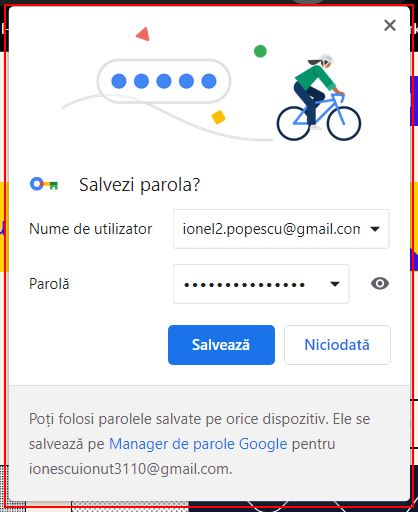 Salvezi parola?
Nume de utilizator
ionel2.popescu@gmail.com
Parolă
•••••••••••••••
Salvează
Niciodată
Poți folosi parolele salvate pe orice dispozitiv. Ele se
salvează pe Manager de parole Google pentru
ionescuionut3110@gmail.com.